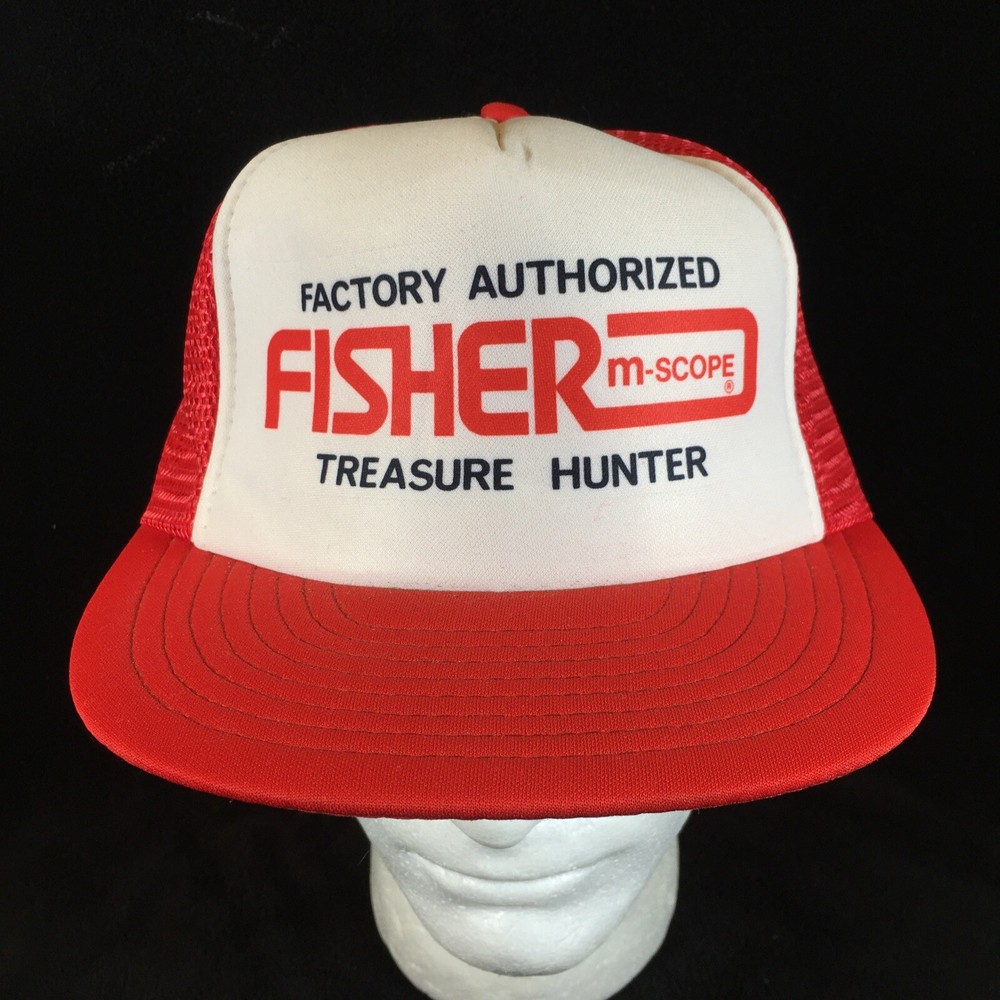 FACTORY AUTHORIZED
FISHER m-SCOPE ®
TREASURE HUNTER